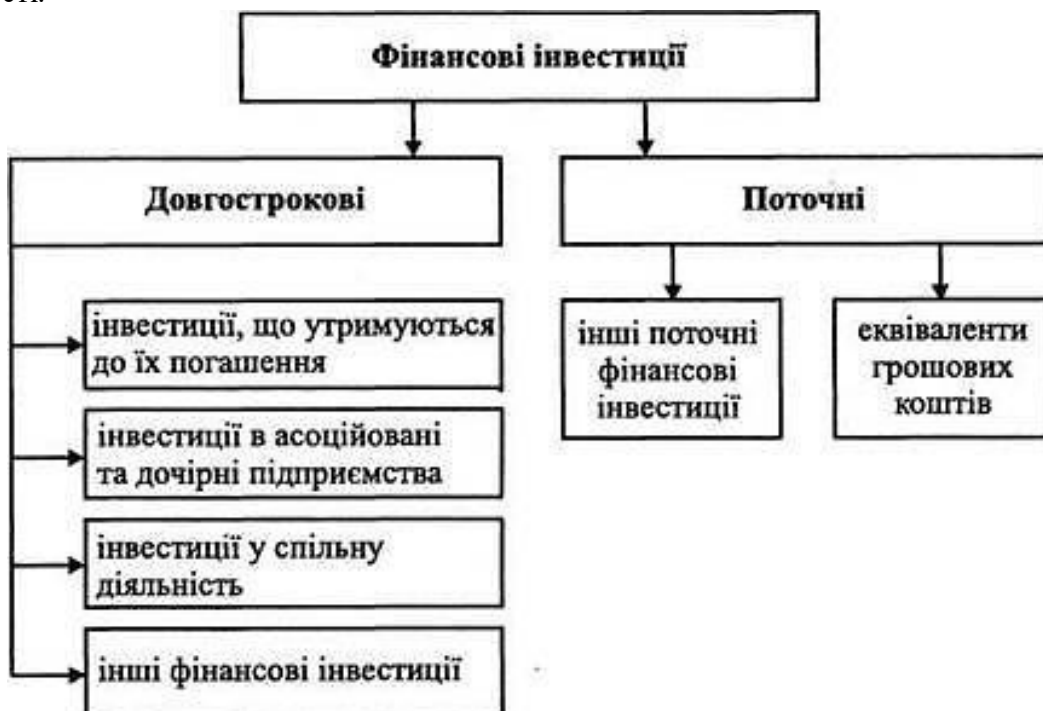 Фінансові інвестиції
Довгострокові
Поточні
інвестиції, що утримуються
до їх погашення
інвестиції в асоційовані
та дочірні підприємства
інвестиції у спільну
діяльність
інші фінансові інвестиції
інші поточні
фінансові
інвестиції
еквіваленти
грошових
коштів